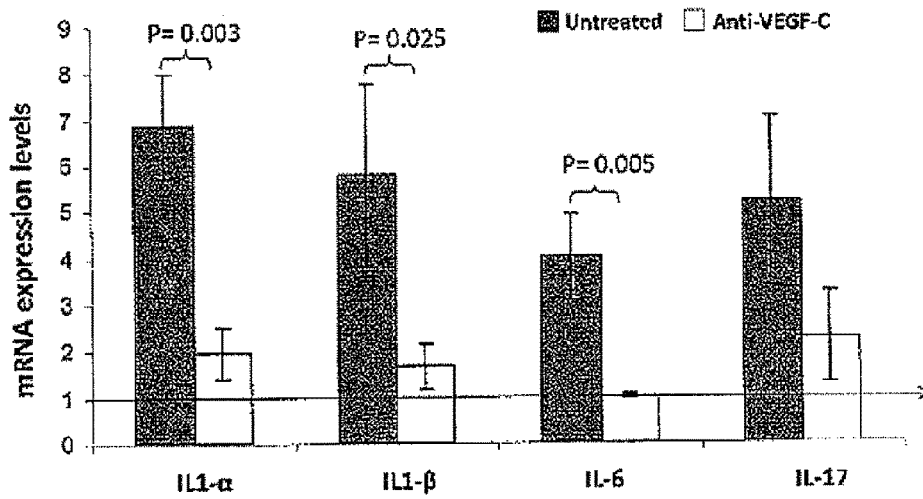 Untreated Anti-VEGF-C
P= 0.003
P= 0.025
P= 0.005
mRNA expression levels
9
8
7
6
5
4
3
2
1
0
IL1-α IL1-β IL-6 IL-17